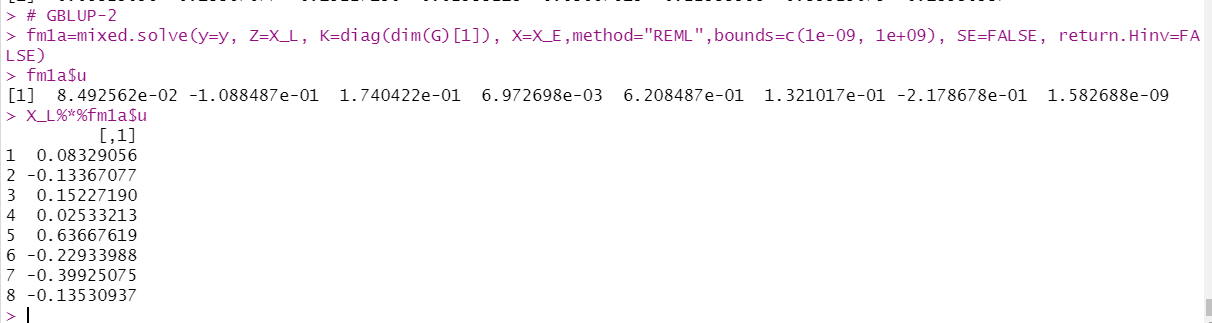 > # GBLUP-2
> fm1a=mixed.solve(y=y, Z=X_L, K=diag(dim(G)[1]), X=X_E,method="REML",bounds=c(1e-09, 1e+09), SE=FALSE, return.Hinv=FA
LSE)
> fm1a$u
[1]  8.492562e-02 -1.088487e-01  1.740422e-01  6.972698e-03  6.208487e-01  1.321017e-01 -2.178678e-01  1.582688e-09
> X_L%*%fm1a$u
         [,1]
1  0.08329056
2 -0.13367077
3  0.15227190
4  0.02533213
5  0.63667619
6 -0.22933988
7 -0.39925075
8 -0.13530937
>